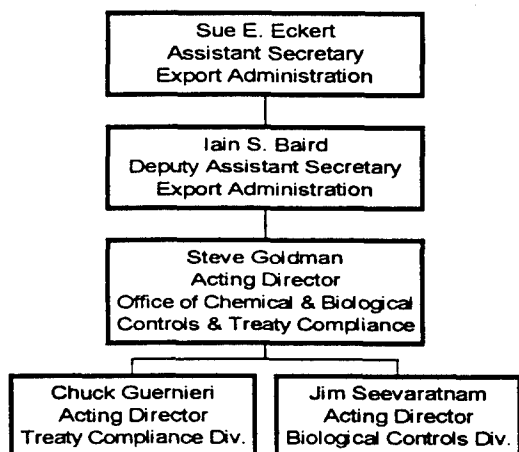 Sue E. Eckert
Assistant Secretary
Export Administration
Iain S. Baird
Deputy Assistant Secretary
Export Administration
Steve Goldman
Acting Director
Office of Chemical & Biological
Controls & Treaty Compliance
Chuck Guernieri
Acting Director
Treaty Compliance Div.
Jim Seevaratnam
Acting Director
Biological Controls Div.